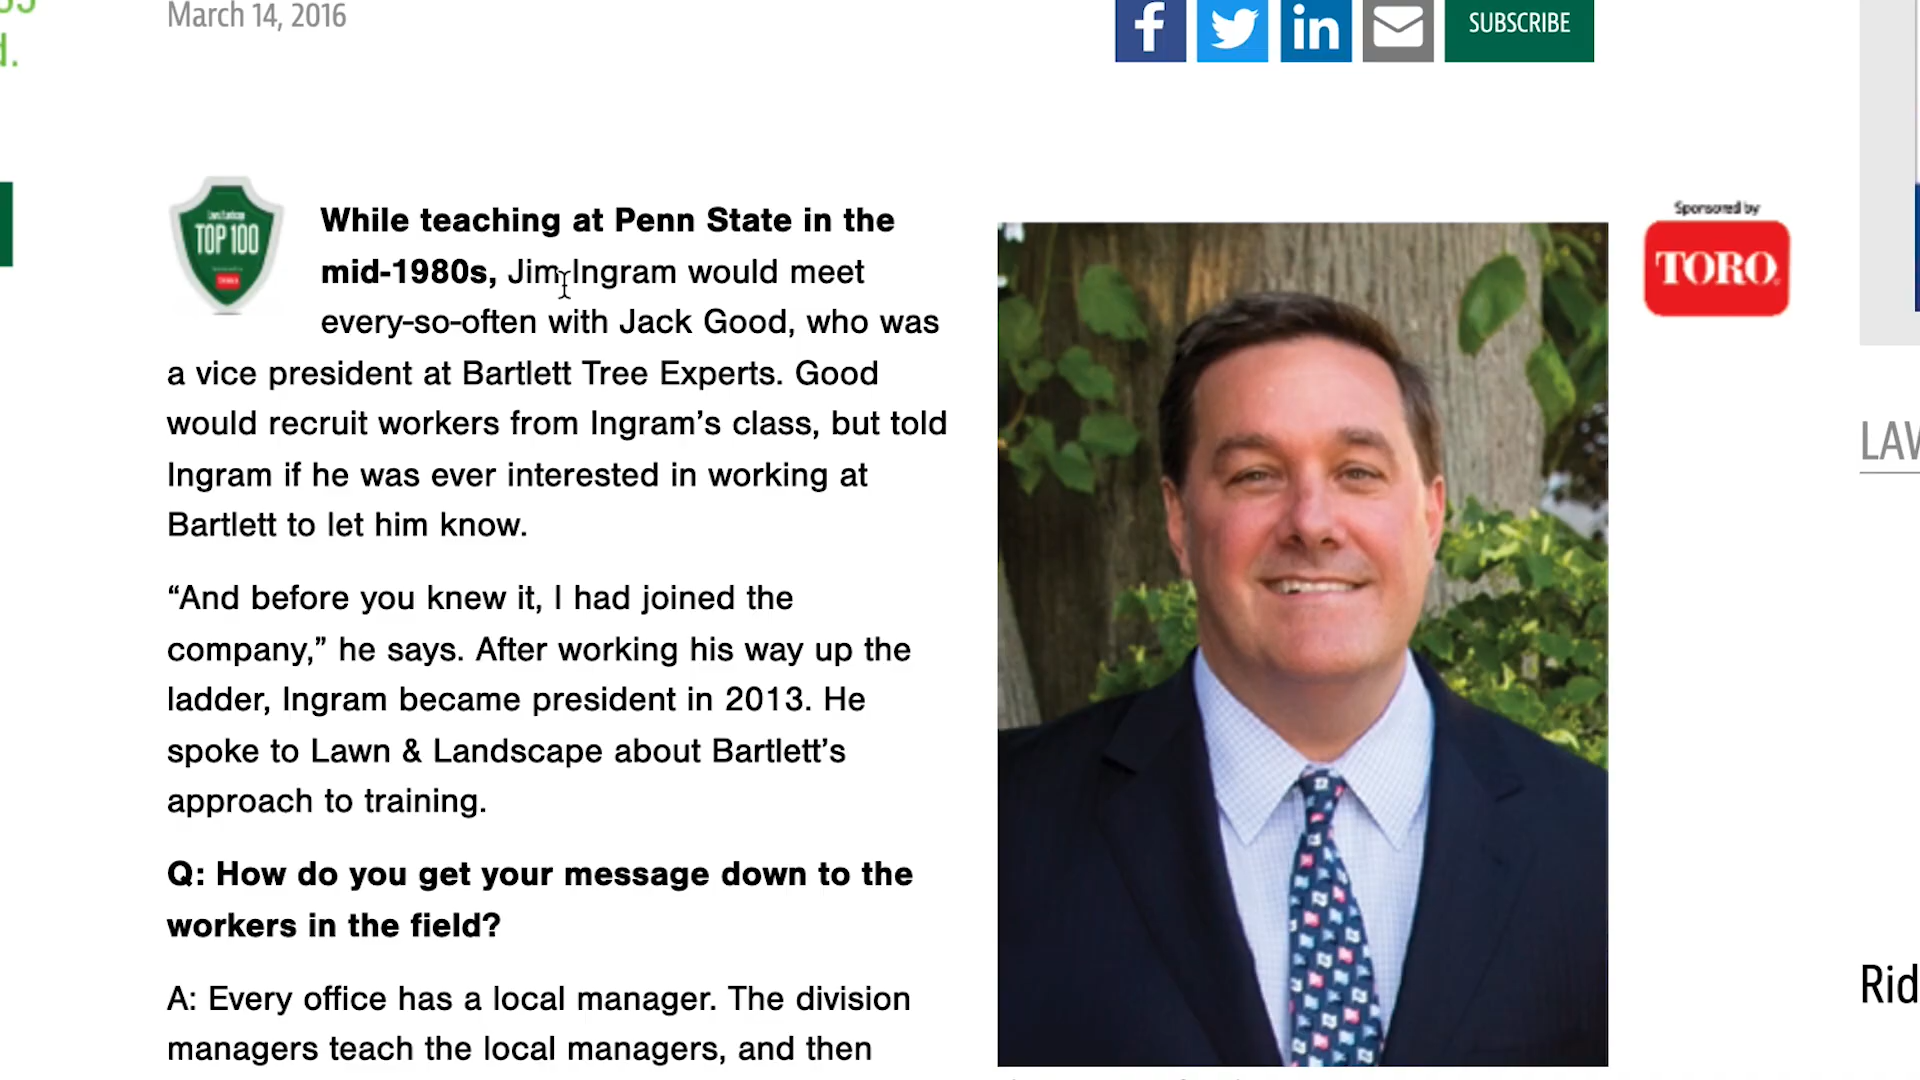 March 14, 2016
SUBSCRIBE
TOP 100
While teaching at Penn State in the
mid-1980s, Jim Ingram would meet
every-so-often with Jack Good, who was
a vice president at Bartlett Tree Experts. Good
would recruit workers from Ingram’s class, but told
Ingram if he was ever interested in working at
Bartlett to let him know.
“And before you knew it, I had joined the
company,” he says. After working his way up the
ladder, Ingram became president in 2013. He
spoke to Lawn & Landscape about Bartlett’s
approach to training.
Q: How do you get your message down to the
workers in the field?
A: Every office has a local manager. The division
managers teach the local managers, and then
Sponsored by
TORO
Rid